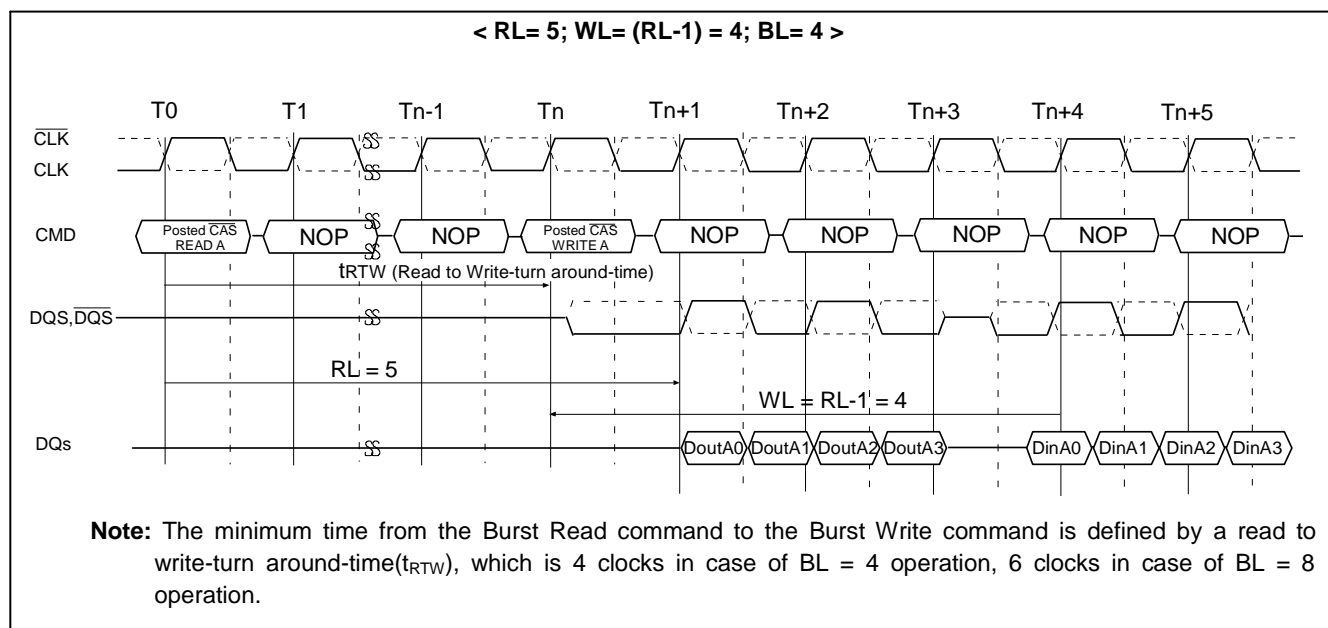 < RL= 5; WL= (RL-1) = 4; BL= 4 >
T0 T1 Tn-1 Tn Tn+1 Tn+2 Tn+3 Tn+4 Tn+5
CLK
CLK
CMD
Posted CAS
READ A
NOP
NOP
Posted CAS
WRITE A
NOP
NOP
NOP
NOP
NOP
tRTW (Read to Write-turn around-time)
DQS,DQS
RL = 5
WL = RL-1 = 4
DQs
DoutA0 DoutA1 DoutA2 DoutA3 DinA0 DinA1 DinA2 DinA3
Note: The minimum time from the Burst Read command to the Burst Write command is defined by a read to
write-turn around-time(tRTW), which is 4 clocks in case of BL = 4 operation, 6 clocks in case of BL = 8
operation.